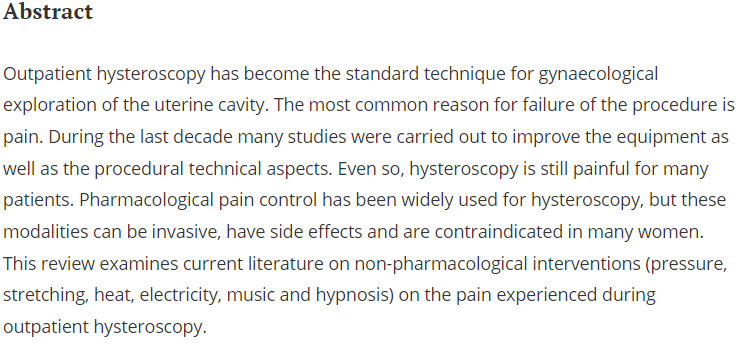 Abstract
Outpatient hysteroscopy has become the standard technique for gynaecological
exploration of the uterine cavity. The most common reason for failure of the procedure is
pain. During the last decade many studies were carried out to improve the equipment as
well as the procedural technical aspects. Even so, hysteroscopy is still painful for many
patients. Pharmacological pain control has been widely used for hysteroscopy, but these
modalities can be invasive, have side effects and are contraindicated in many women.
This review examines current literature on non-pharmacological interventions (pressure,
stretching, heat, electricity, music and hypnosis) on the pain experienced during
outpatient hysteroscopy.